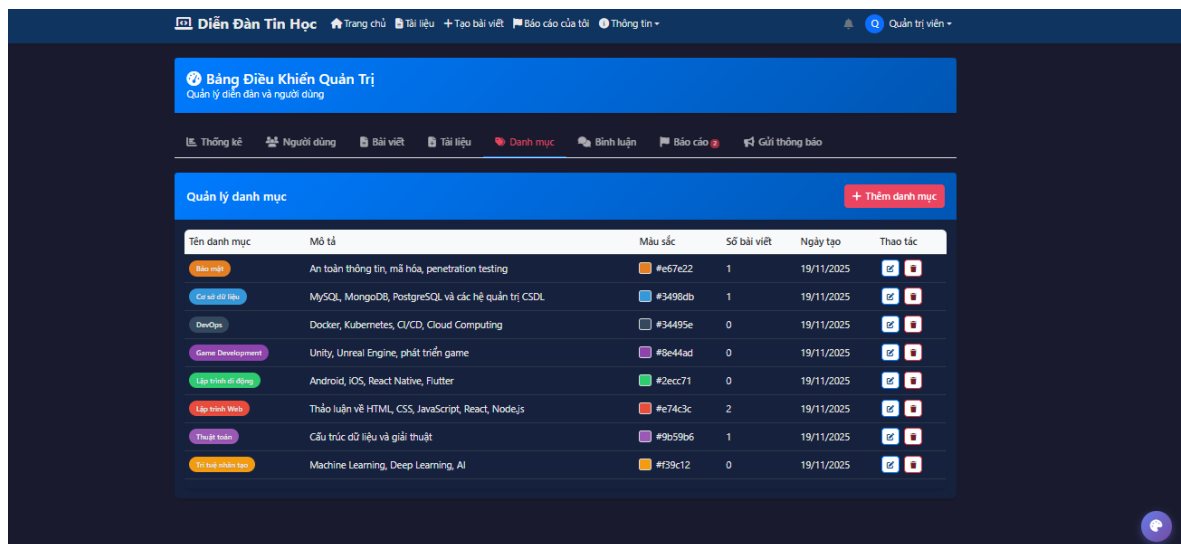 Diễn Đàn Tin Học Trang chủ Tài liệu + Tạo bài viết Báo cáo của tôi Thông tin Q Quản trị viên
Bảng Điều Khiển Quản Trị
Quản lý diễn đàn và người dùng
Thống kê Người dùng Bài viết Tài liệu Danh mục Bình luận Báo cáo 2 Gửi thông báo
Quản lý danh mục + Thêm danh mục
Tên danh mục Mô tả Màu sắc Số bài viết Ngày tạo Thao tác
Bảo mật An toàn thông tin, mã hóa, penetration testing #e67e22 1 19/11/2025
Cơ sở dữ liệu MySQL, MongoDB, PostgreSQL và các hệ quản trị CSDL #3498db 1 19/11/2025
DevOps Docker, Kubernetes, CI/CD, Cloud Computing #34495e 0 19/11/2025
Game Development Unity, Unreal Engine, phát triển game #8e44ad 0 19/11/2025
Lập trình di động Android, iOS, React Native, Flutter #2ecc71 0 19/11/2025
Lập trình Web Thảo luận về HTML, CSS, JavaScript, React, Node.js #e74c3c 2 19/11/2025
Thuật toán Cấu trúc dữ liệu và giải thuật #9b59b6 1 19/11/2025
Trí tuệ nhân tạo Machine Learning, Deep Learning, AI #f39c12 0 19/11/2025